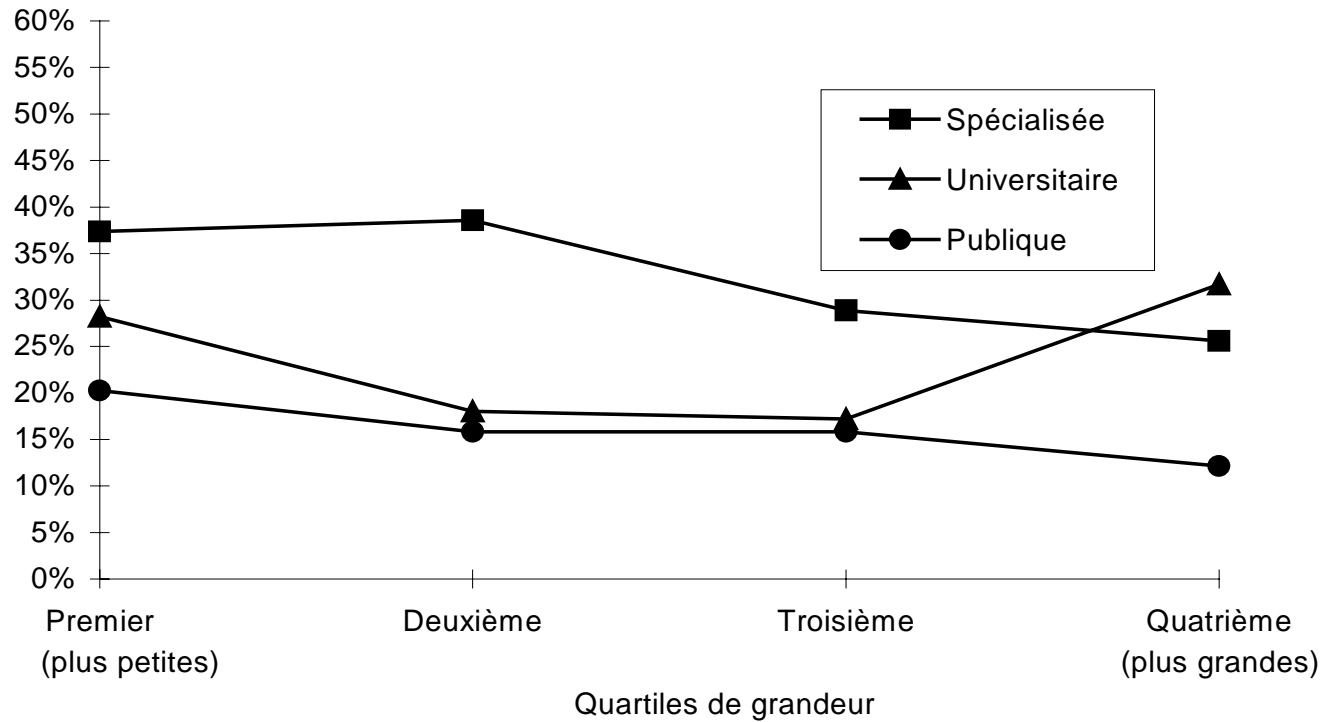 60%
55%
50%
45%
40%
35%
30%
25%
20%
15%
10%
5%
0%
Spécialisée
Universitaire
Publique
Premier
(plus petites)
Deuxième
Troisième
Quatrième
(plus grandes)
Quartiles de grandeur